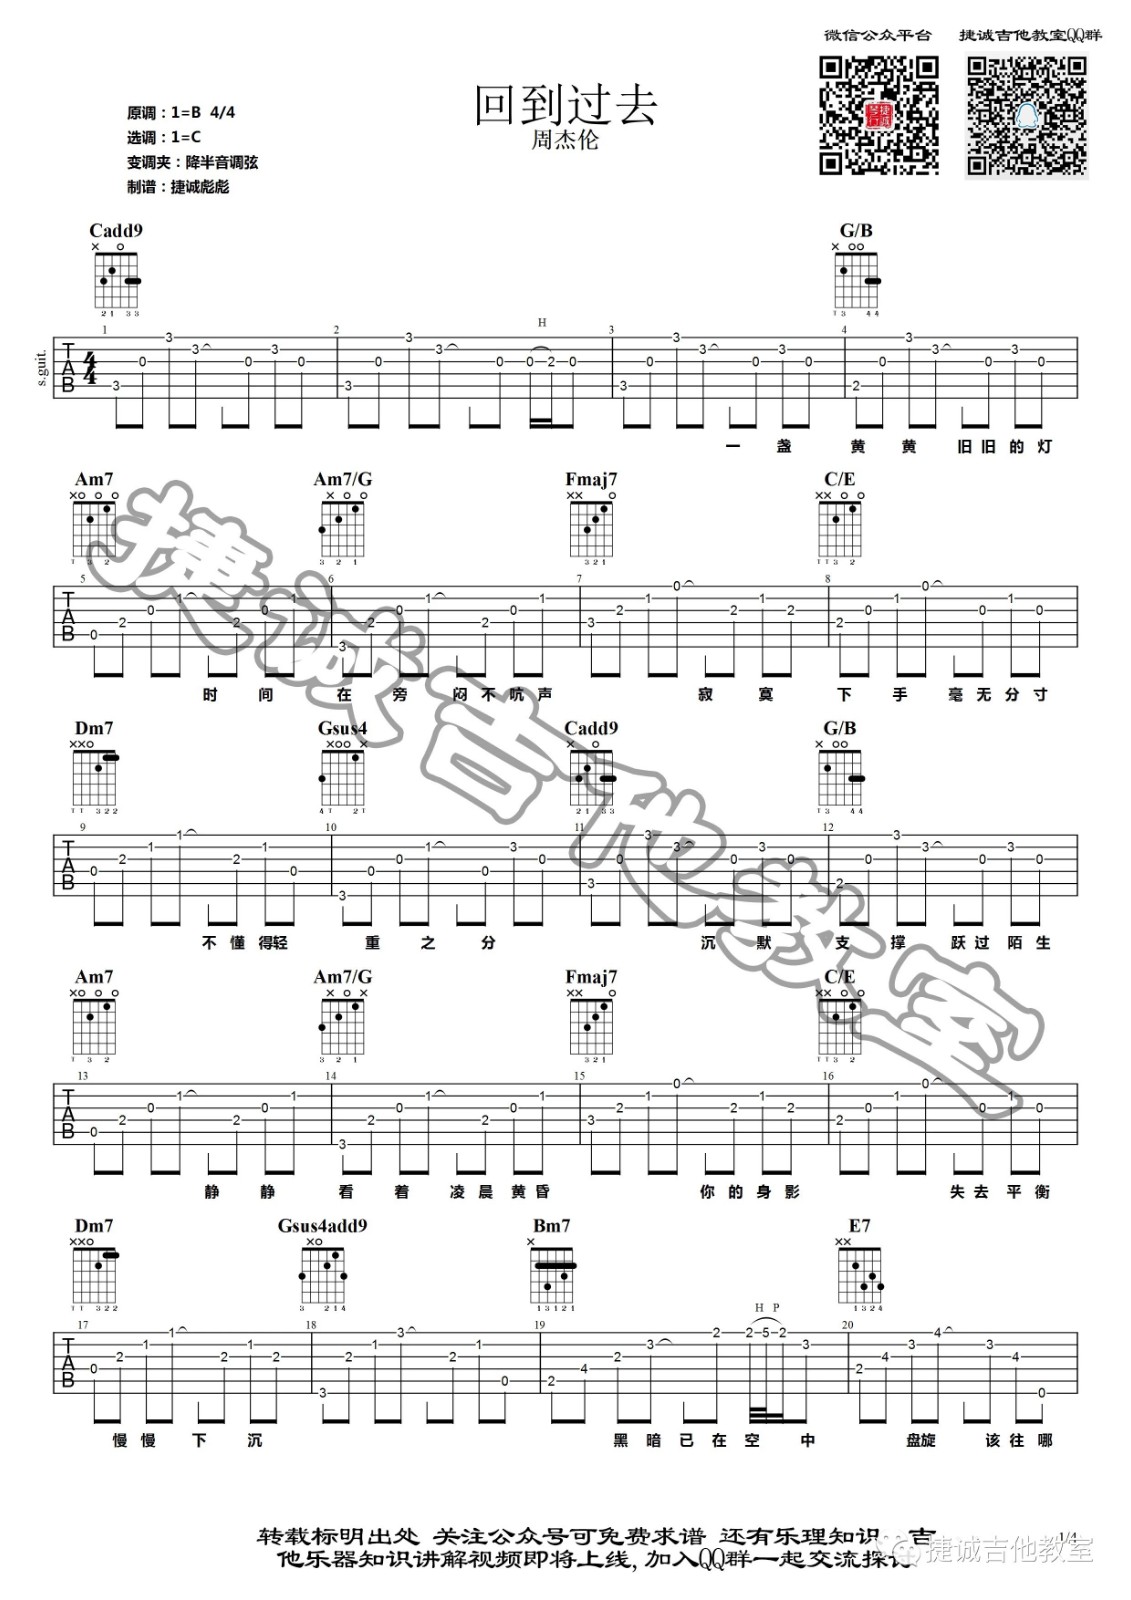 微信公众平台 捷诚吉他教室QQ群
回到过去
周杰伦
原调：1=B 4/4
选调：1=C
变调夹：降半音调弦
制谱：捷诚彪彪
Cadd9 G/B
s.guit.
一 盏 黄 黄 旧旧的灯
Am7 Am7/G Fmaj7 C/E
时 间 在 旁 闷不吭声 寂 寞 下 手 毫无分寸
Dm7 Gsus4 Cadd9 G/B
不懂得轻 重 之 分 沉 默 支 撑 跃过陌生
Am7 Am7/G Fmaj7 C/E
静 静 看 着 凌晨黄昏 你的身影 失去平衡
Dm7 Gsus4add9 Bm7 E7
H P
慢慢 下 沉 黑暗已在空 中 盘旋 该往哪
捷诚吉他教室
转载标明出处 关注公众号可免费求谱 还有乐理知识 吉
他乐器知识讲解视频即将上线,加入QQ群一起交流探讨
1/4
捷诚吉他教室